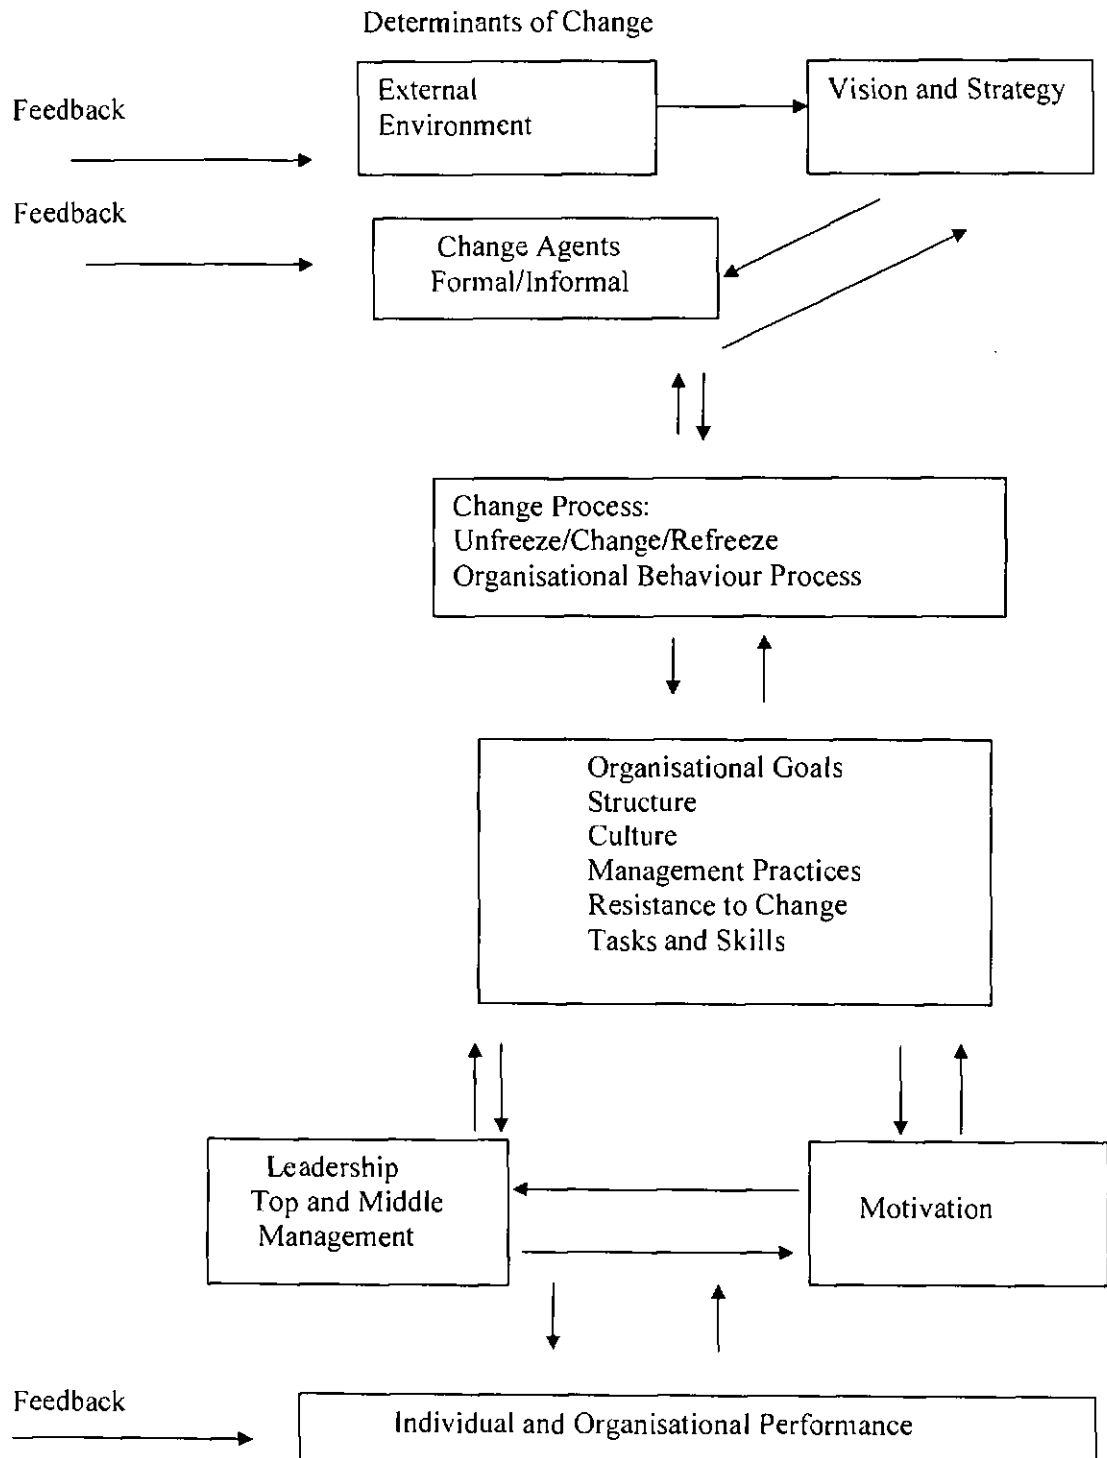 Determinants of Change
Feedback
External
Environment
Vision and Strategy
Feedback
Change Agents
Formal/Informal
Change Process:
Unfreeze/Change/Refreeze
Organisational Behaviour Process
Organisational Goals
Structure
Culture
Management Practices
Resistance to Change
Tasks and Skills
Leadership
Top and Middle
Management
Motivation
Feedback
Individual and Organisational Performance